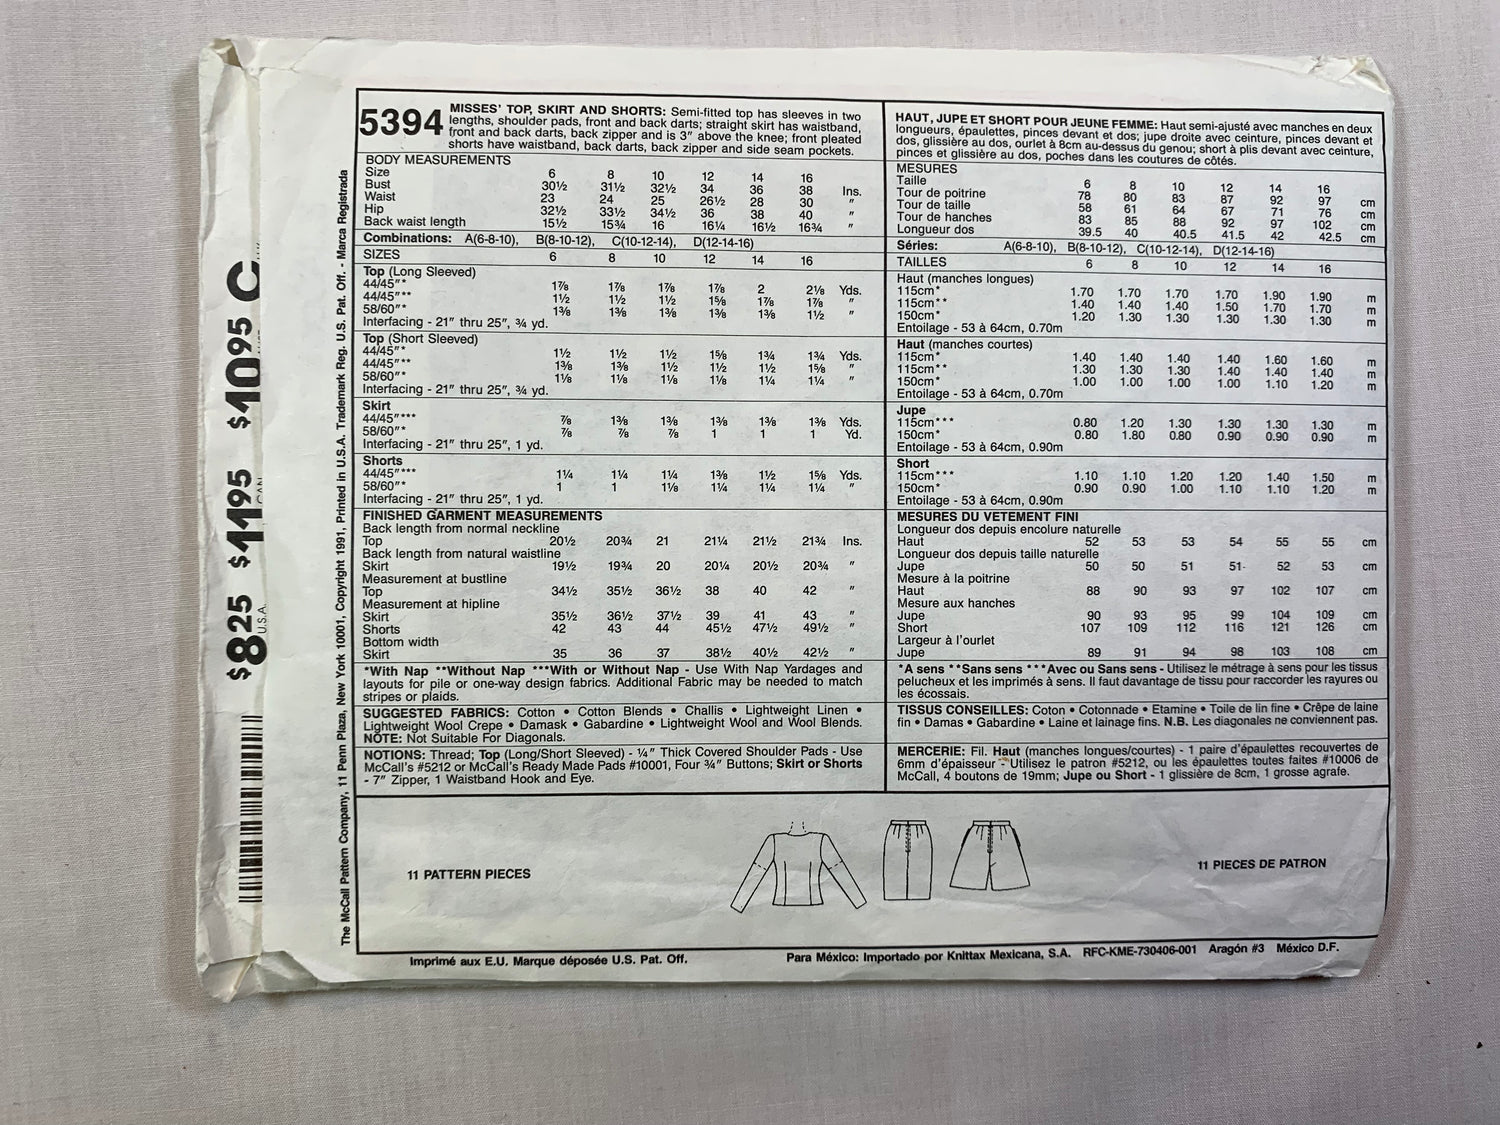 5394
MISSES' TOP, SKIRT AND SHORTS: Semi-fitted top has sleeves in two
lengths, shoulder pads, front and back darts; straight skirt has waistband,
front and back darts, back zipper and is 3" above the knee; front pleated
shorts have waistband, back darts, back zipper and side seam pockets.
BODY MEASUREMENTS
Size 6 8 10 12 14 16
Bust 30½ 31½ 32½ 34 36 38 Ins.
Waist 23 24 25 26½ 28 30 "
Hip 32½ 33½ 34½ 36 38 40 "
Back waist length 15½ 15¾ 16 16¼ 16½ 16¾ "
Combinations: A(6-8-10), B(8-10-12), C(10-12-14), D(12-14-16)
SIZES 6 8 10 12 14 16
Top (Long Sleeved)
44/45"* 1⅞ 1⅞ 1⅞ 1⅞ 2 2⅛ Yds.
44/45"** 1½ 1½ 1½ 1⅝ 1⅞ 1⅞ "
58/60"* 1⅜ 1⅜ 1⅜ 1⅜ 1⅜ 1½ "
Interfacing - 21" thru 25", ¾ yd.
Top (Short Sleeved)
44/45"* 1½ 1½ 1½ 1⅝ 1¾ 1¾ Yds.
44/45"** 1⅜ 1⅜ 1½ 1½ 1½ 1⅝ "
58/60"* 1⅛ 1⅛ 1⅛ 1⅛ 1¼ 1¼ "
Interfacing - 21" thru 25", ¾ yd.
Skirt
44/45"*** ⅞ 1⅜ 1⅜ 1⅜ 1⅜ 1⅜ Yds.
58/60"* ⅞ ⅞ ⅞ 1 1 1 Yd.
Interfacing - 21" thru 25", 1 yd.
Shorts
44/45"*** 1¼ 1¼ 1¼ 1⅜ 1½ 1⅝ Yds.
58/60"* 1 1 1⅛ 1¼ 1¼ 1¼ "
Interfacing - 21" thru 25", 1 yd.
FINISHED GARMENT MEASUREMENTS
Back length from normal neckline
Top 20½ 20¾ 21 21¼ 21½ 21¾ Ins.
Back length from natural waistline
Skirt 19½ 19¾ 20 20¼ 20½ 20¾ "
Measurement at bustline
Top 34½ 35½ 36½ 38 40 42 "
Measurement at hipline
Skirt 35½ 36½ 37½ 39 41 43 "
Shorts 42 43 44 45½ 47½ 49½ "
Bottom width
Skirt 35 36 37 38½ 40½ 42½ "
*With Nap **Without Nap ***With or Without Nap - Use With Nap Yardages and
layouts for pile or one-way design fabrics. Additional Fabric may be needed to match
stripes or plaids.
SUGGESTED FABRICS: Cotton • Cotton Blends • Challis • Lightweight Linen •
Lightweight Wool Crepe • Damask • Gabardine • Lightweight Wool and Wool Blends.
NOTE: Not Suitable For Diagonals.
NOTIONS: Thread; Top (Long/Short Sleeved) - ¼" Thick Covered Shoulder Pads - Use
McCall's #5212 or McCall's Ready Made Pads #10001, Four ¾" Buttons; Skirt or Shorts
- 7" Zipper, 1 Waistband Hook and Eye.
HAUT, JUPE ET SHORT POUR JEUNE FEMME: Haut semi-ajusté avec manches en deux
longueurs, épaulettes, pinces devant et dos; jupe droite avec ceinture, pinces devant et
dos, glissière au dos, ourlet à 8cm au-dessus du genou; short à plis devant avec ceinture,
pinces et glissière au dos, poches dans les coutures de côtés.
MESURES
Taille 6 8 10 12 14 16
Tour de poitrine 78 80 83 87 92 97 cm
Tour de taille 58 61 64 67 71 76 cm
Tour de hanches 83 85 88 92 97 102 cm
Longueur dos 39.5 40 40.5 41.5 42 42.5 cm
Séries: A(6-8-10), B(8-10-12), C(10-12-14), D(12-14-16)
TAILLES 6 8 10 12 14 16
Haut (manches longues)
115cm* 1.70 1.70 1.70 1.70 1.90 1.90 m
115cm** 1.40 1.40 1.40 1.50 1.70 1.70 m
150cm* 1.20 1.30 1.30 1.30 1.30 1.30 m
Entoilage - 53 à 64cm, 0.70m
Haut (manches courtes)
115cm* 1.40 1.40 1.40 1.40 1.60 1.60 m
115cm** 1.30 1.30 1.30 1.40 1.40 1.40 m
150cm* 1.00 1.00 1.00 1.00 1.10 1.20 m
Entoilage - 53 à 64cm, 0.70m
Jupe
115cm*** 0.80 1.20 1.30 1.30 1.30 1.30 m
150cm* 0.80 1.80 0.80 0.90 0.90 0.90 m
Entoilage - 53 à 64cm, 0.90m
Short
115cm*** 1.10 1.10 1.20 1.20 1.40 1.50 m
150cm* 0.90 0.90 1.00 1.10 1.10 1.20 m
Entoilage - 53 à 64cm, 0.90m
MESURES DU VETEMENT FINI
Longueur dos depuis encolure naturelle
Haut 52 53 53 54 55 55 cm
Longueur dos depuis taille naturelle
Jupe 50 50 51 51 52 53 cm
Mesure à la poitrine
Haut 88 90 93 97 102 107 cm
Mesure aux hanches
Jupe 90 93 95 99 104 109 cm
Short 107 109 112 116 121 126 cm
Largeur à l'ourlet
Jupe 89 91 94 98 103 108 cm
*A sens **Sans sens ***Avec ou Sans sens - Utilisez le métrage à sens pour les tissus
pelucheux et les imprimés à sens. Il faut davantage de tissu pour raccorder les rayures ou
les écossais.
TISSUS CONSEILLES: Coton • Cotonnade • Etamine • Toile de lin fine • Crêpe de laine
fin • Damas • Gabardine • Laine et lainage fins. N.B. Les diagonales ne conviennent pas.
MERCERIE: Fil. Haut (manches longues/courtes) - 1 paire d'épaulettes recouvertes de
6mm d'épaisseur - Utilisez le patron #5212, ou les épaulettes toutes faites #10006 de
McCall, 4 boutons de 19mm; Jupe ou Short - 1 glissière de 8cm, 1 grosse agrafe.
11 PATTERN PIECES
11 PIECES DE PATRON
Imprimé aux E.U. Marque déposée U.S. Pat. Off.
Para México: Importado por Knittax Mexicana, S.A. RFC-KME-730406-001 Aragón #3 México D.F.
The McCall Pattern Company, 11 Penn Plaza, New York 10001, Copyright 1991, Printed in U.S.A. Trademark Reg. U.S. Pat. Off. - Marca Registrada
$825 $1195 $1095 C
U.S.A. CAN.